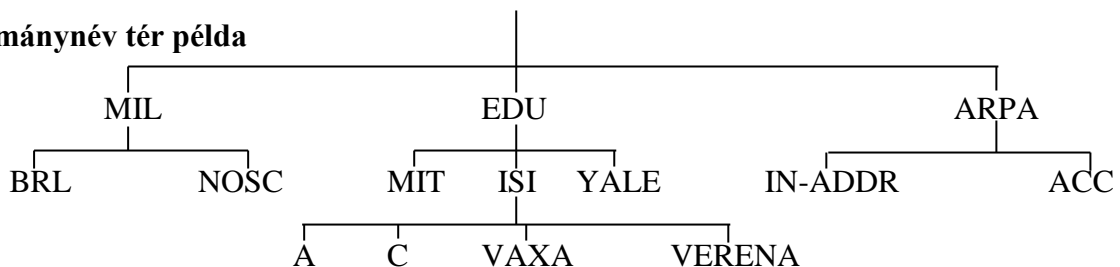 mánynév tér példa
MIL EDU ARPA
BRL NOSC MIT ISI YALE IN-ADDR ACC
A C VAXA VERENA